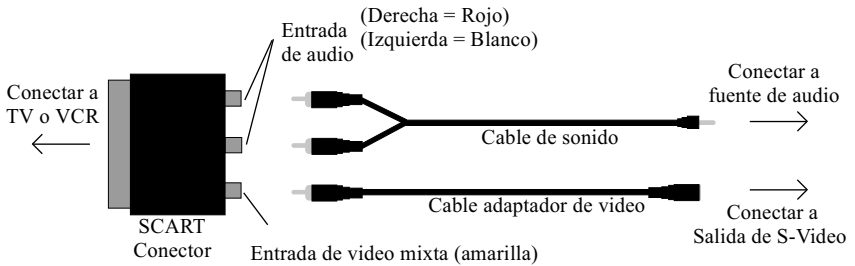 Entrada
de audio
(Derecha = Rojo)
(Izquierda = Blanco)
Conectar a
TV o VCR
Conectar a
fuente de audio
Cable de sonido
Cable adaptador de video
SCART
Conector
Entrada de video mixta (amarilla)
Conectar a
Salida de S-Video